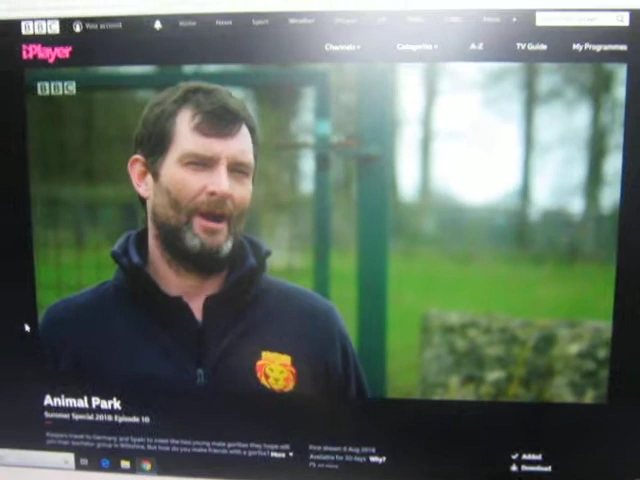 BBC Your account Home News Sport Weather iPlayer
iPlayer
Channels Categories A-Z TV Guide My Programmes
BBC
Animal Park
Summer Special 2018: Episode 10
Keepers travel to Germany and Spain to meet the two young male gorillas they hope will
join their bachelor group in Wiltshire. But how do you make friends with a gorilla? More
First shown: 6 Aug 2018
Available for 30 days Why?
Added
Download